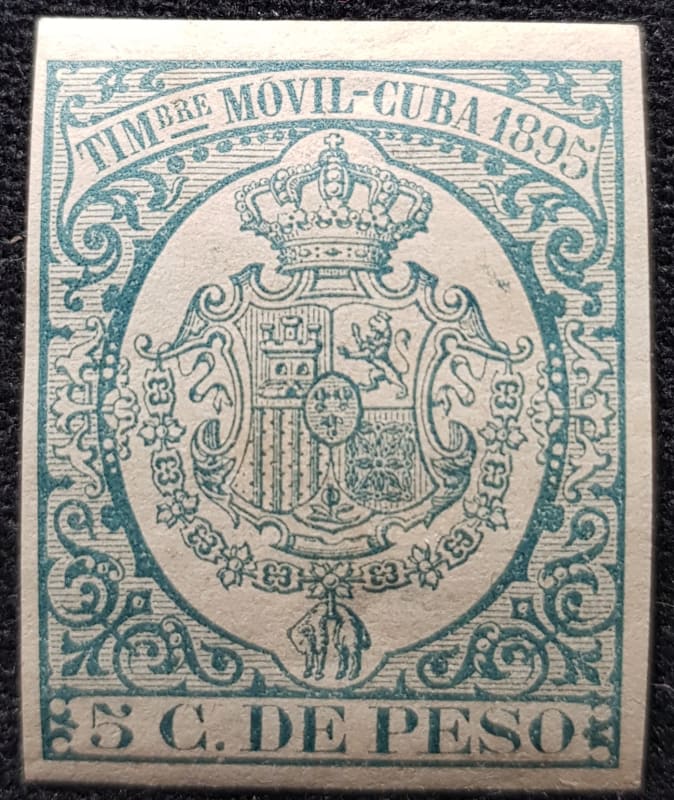 TIMBRE MÓVIL-CUBA 1895
5 C. DE PESO